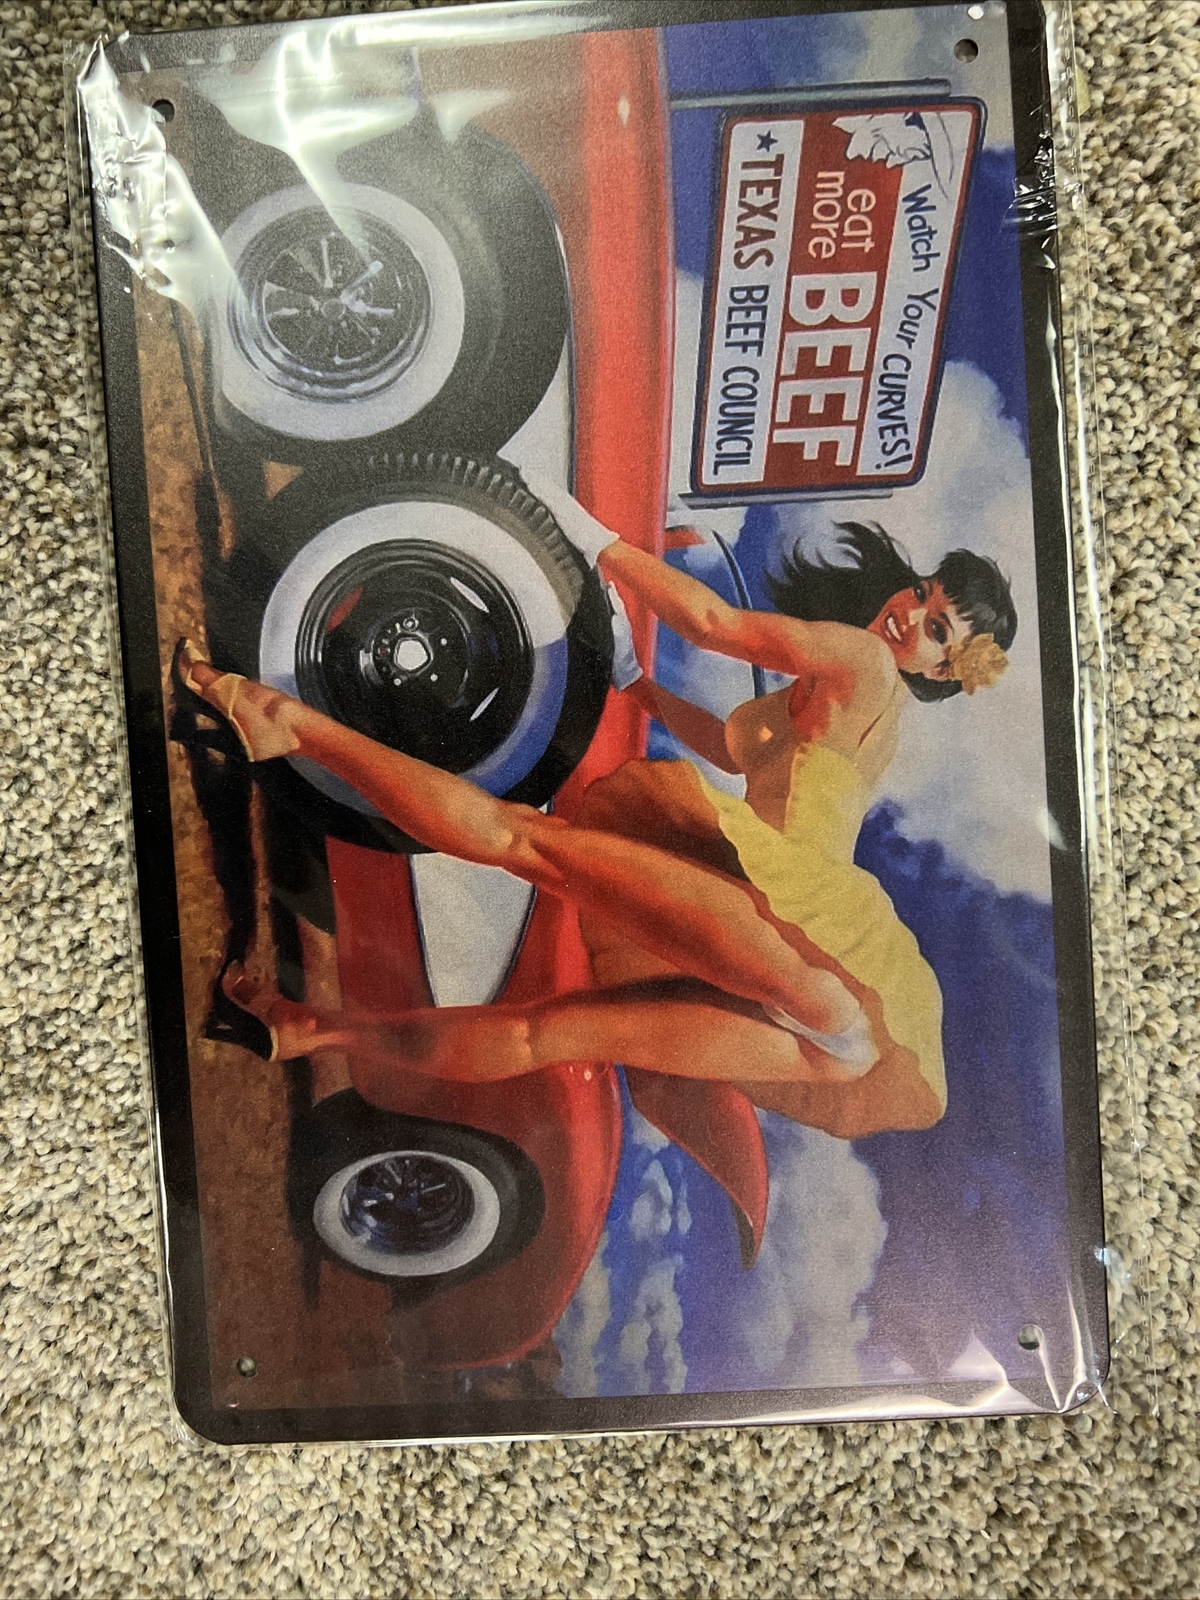 Watch Your CURVES!
eat
more
BEEF
★TEXAS BEEF COUNCIL